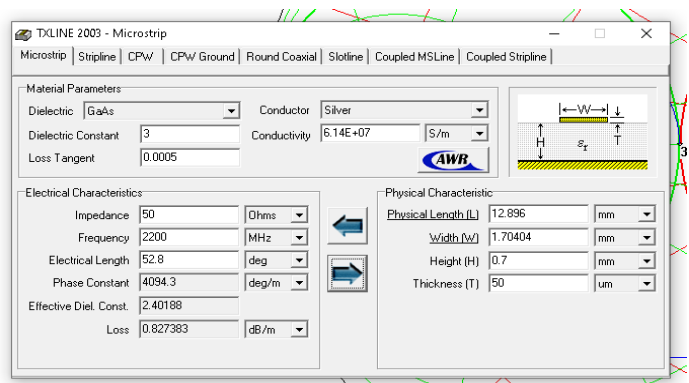 TXLINE 2003 - Microstrip
Microstrip Stripline CPW CPW Ground Round Coaxial Slotline Coupled MSLine Coupled Stripline
Material Parameters
Dielectric GaAs Conductor Silver
Dielectric Constant 3 Conductivity 6.14E+07 S/m
Loss Tangent 0.0005 AWR
W
H εr T
3
Electrical Characteristics
Impedance 50 Ohms
Frequency 2200 MHz
Electrical Length 52.8 deg
Phase Constant 4094.3 deg/m
Effective Diel. Const. 2.40188
Loss 0.827383 dB/m
Physical Characteristic
Physical Length (L) 12.896 mm
Width (W) 1.70404 mm
Height (H) 0.7 mm
Thickness (T) 50 um